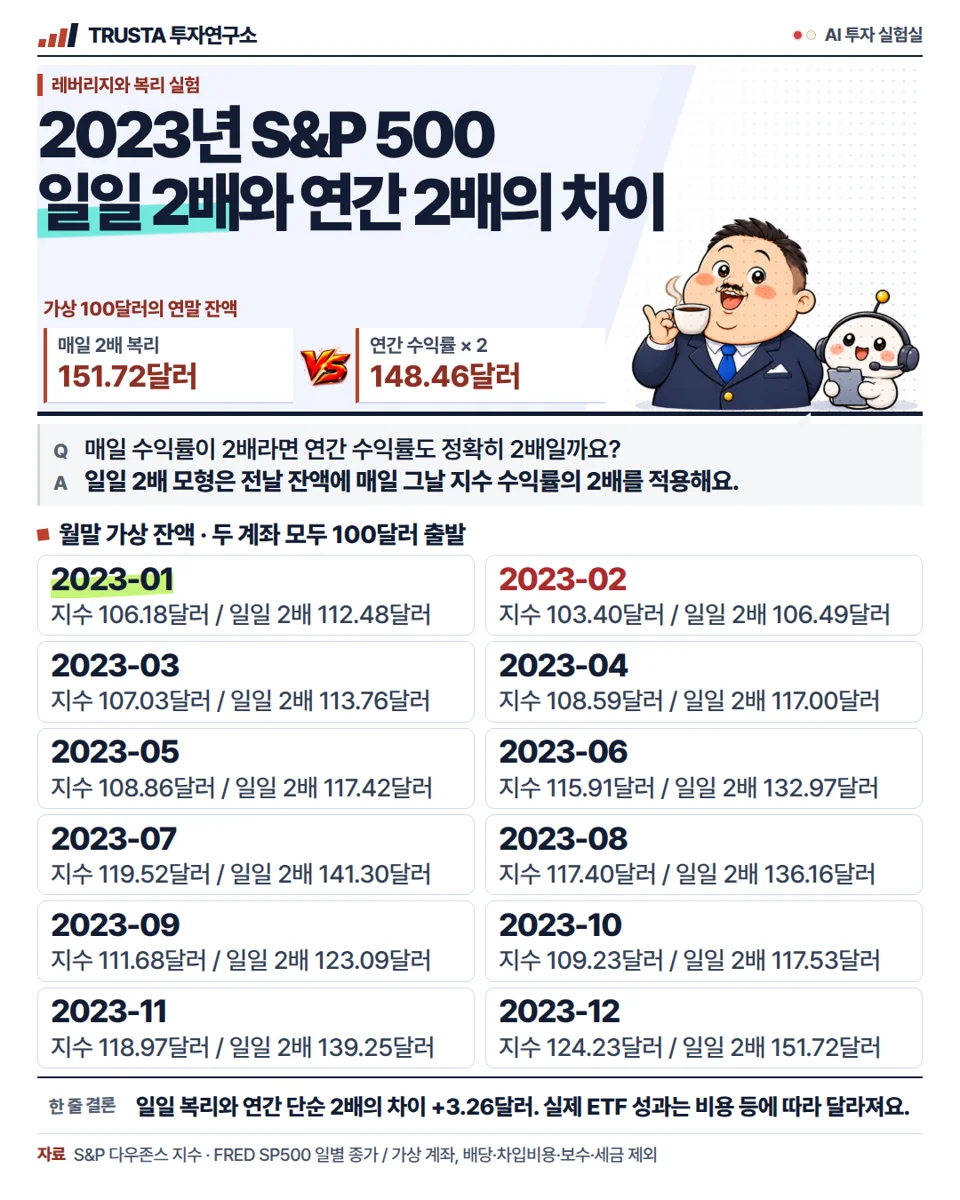 TRUSTA 투자연구소
AI 투자 실험실
레버리지와 복리 실험
2023년 S&P 500
일일 2배와 연간 2배의 차이
가상 100달러의 연말 잔액
매일 2배 복리
151.72달러
VS
연간 수익률 × 2
148.46달러
Q 매일 수익률이 2배라면 연간 수익률도 정확히 2배일까요?
A 일일 2배 모형은 전날 잔액에 매일 그날 지수 수익률의 2배를 적용해요.
월말 가상 잔액 · 두 계좌 모두 100달러 출발
2023-01
지수 106.18달러 / 일일 2배 112.48달러
2023-02
지수 103.40달러 / 일일 2배 106.49달러
2023-03
지수 107.03달러 / 일일 2배 113.76달러
2023-04
지수 108.59달러 / 일일 2배 117.00달러
2023-05
지수 108.86달러 / 일일 2배 117.42달러
2023-06
지수 115.91달러 / 일일 2배 132.97달러
2023-07
지수 119.52달러 / 일일 2배 141.30달러
2023-08
지수 117.40달러 / 일일 2배 136.16달러
2023-09
지수 111.68달러 / 일일 2배 123.09달러
2023-10
지수 109.23달러 / 일일 2배 117.53달러
2023-11
지수 118.97달러 / 일일 2배 139.25달러
2023-12
지수 124.23달러 / 일일 2배 151.72달러
한 줄 결론 일일 복리와 연간 단순 2배의 차이 +3.26달러. 실제 ETF 성과는 비용 등에 따라 달라져요.
자료 S&P 다우존스 지수 · FRED SP500 일별 종가 / 가상 계좌, 배당·차입비용·보수·세금 제외